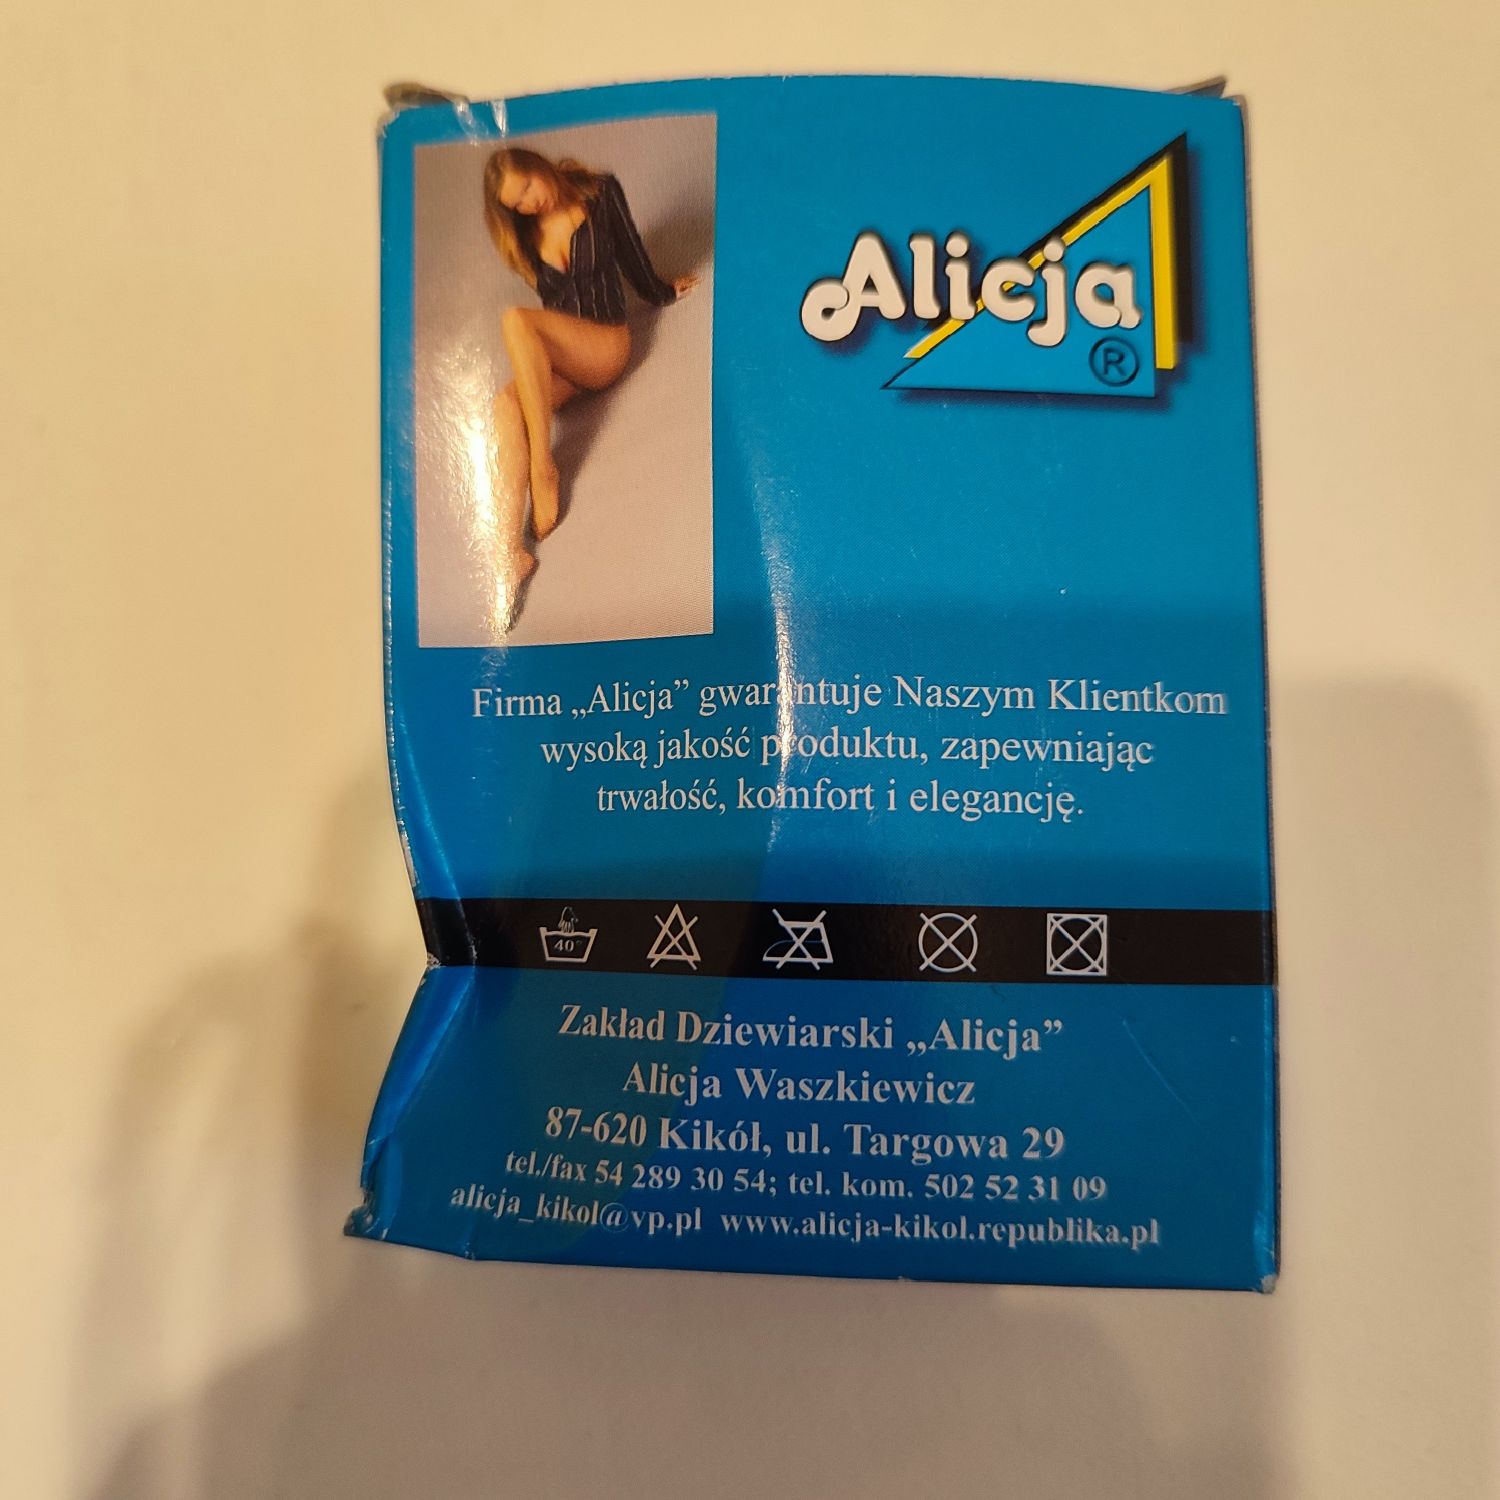 Alicja
®
Firma „Alicja” gwarantuje Naszym Klientkom
wysoką jakość produktu, zapewniając
trwałość, komfort i elegancję.
40°
Zakład Dziewiarski „Alicja”
Alicja Waszkiewicz
87-620 Kikół, ul. Targowa 29
tel./fax 54 289 30 54; tel. kom. 502 52 31 09
alicja_kikol@vp.pl www.alicja-kikol.republika.pl